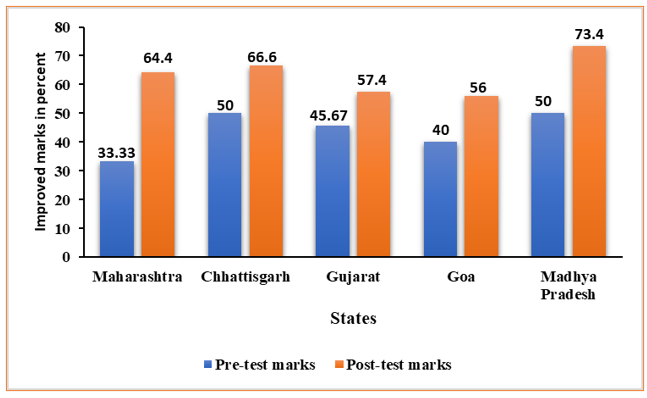 Improved marks in percent
80
70
60
50
40
30
20
10
0
33.33
64.4
50
66.6
45.67
57.4
40
56
50
73.4
Maharashtra
Chhattisgarh
Gujarat
Goa
Madhya
Pradesh
States
Pre-test marks
Post-test marks